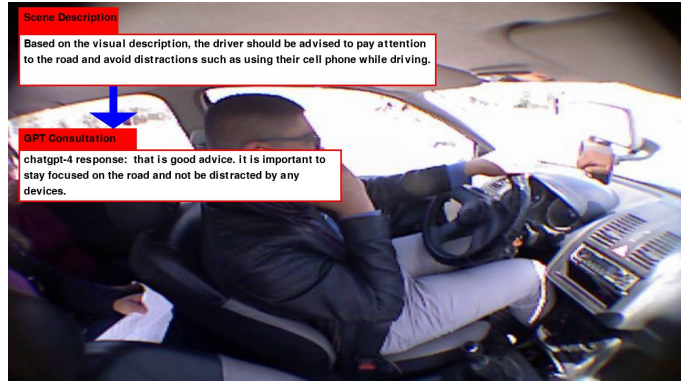 Scene Description
Based on the visual description, the driver should be advised to pay attention
to the road and avoid distractions such as using their cell phone while driving.
GPT Consultation
chatgpt-4 response: that is good advice. it is important to
stay focused on the road and not be distracted by any
devices.